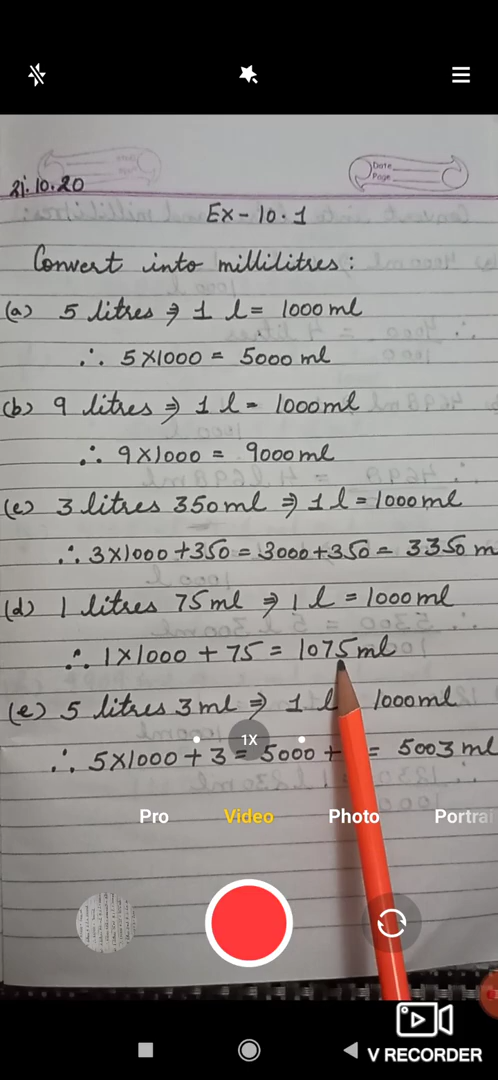 Date
Page
21.10.20
Ex-10.1
Convert into millilitres:
(a) 5 litres ⇒ 1 l = 1000 ml
∴ 5×1000 = 5000 ml
(b) 9 litres ⇒ 1 l = 1000 ml
∴ 9×1000 = 9000 ml
(c) 3 litres 350 ml ⇒ 1 l = 1000 ml
∴ 3×1000+350 = 3000+350 = 3350 m
(d) 1 litres 75 ml ⇒ 1 l = 1000 ml
∴ 1×1000 + 75 = 1075 ml
(e) 5 litres 3 ml ⇒ 1 l 1000 ml
1X
∴ 5×1000 + 3 = 5000 + = 5003 ml
Pro Video Photo Portrai
V RECORDER